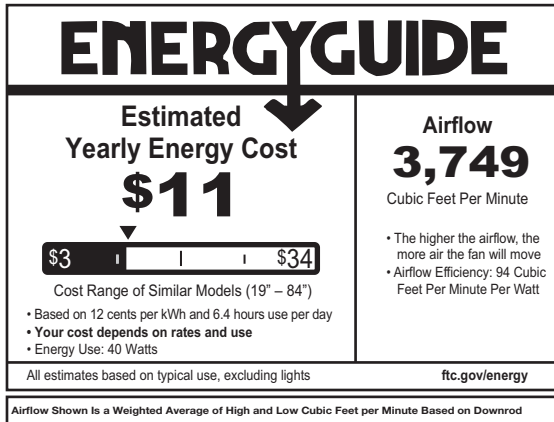 ENERGYGUIDE
Estimated
Yearly Energy Cost
$11
$3
$34
Cost Range of Similar Models (19” – 84”)
• Based on 12 cents per kWh and 6.4 hours use per day
• Your cost depends on rates and use
• Energy Use: 40 Watts
Airflow
3,749
Cubic Feet Per Minute
• The higher the airflow, the
more air the fan will move
• Airflow Efficiency: 94 Cubic
Feet Per Minute Per Watt
All estimates based on typical use, excluding lights
ftc.gov/energy
Airflow Shown Is a Weighted Average of High and Low Cubic Feet per Minute Based on Downrod